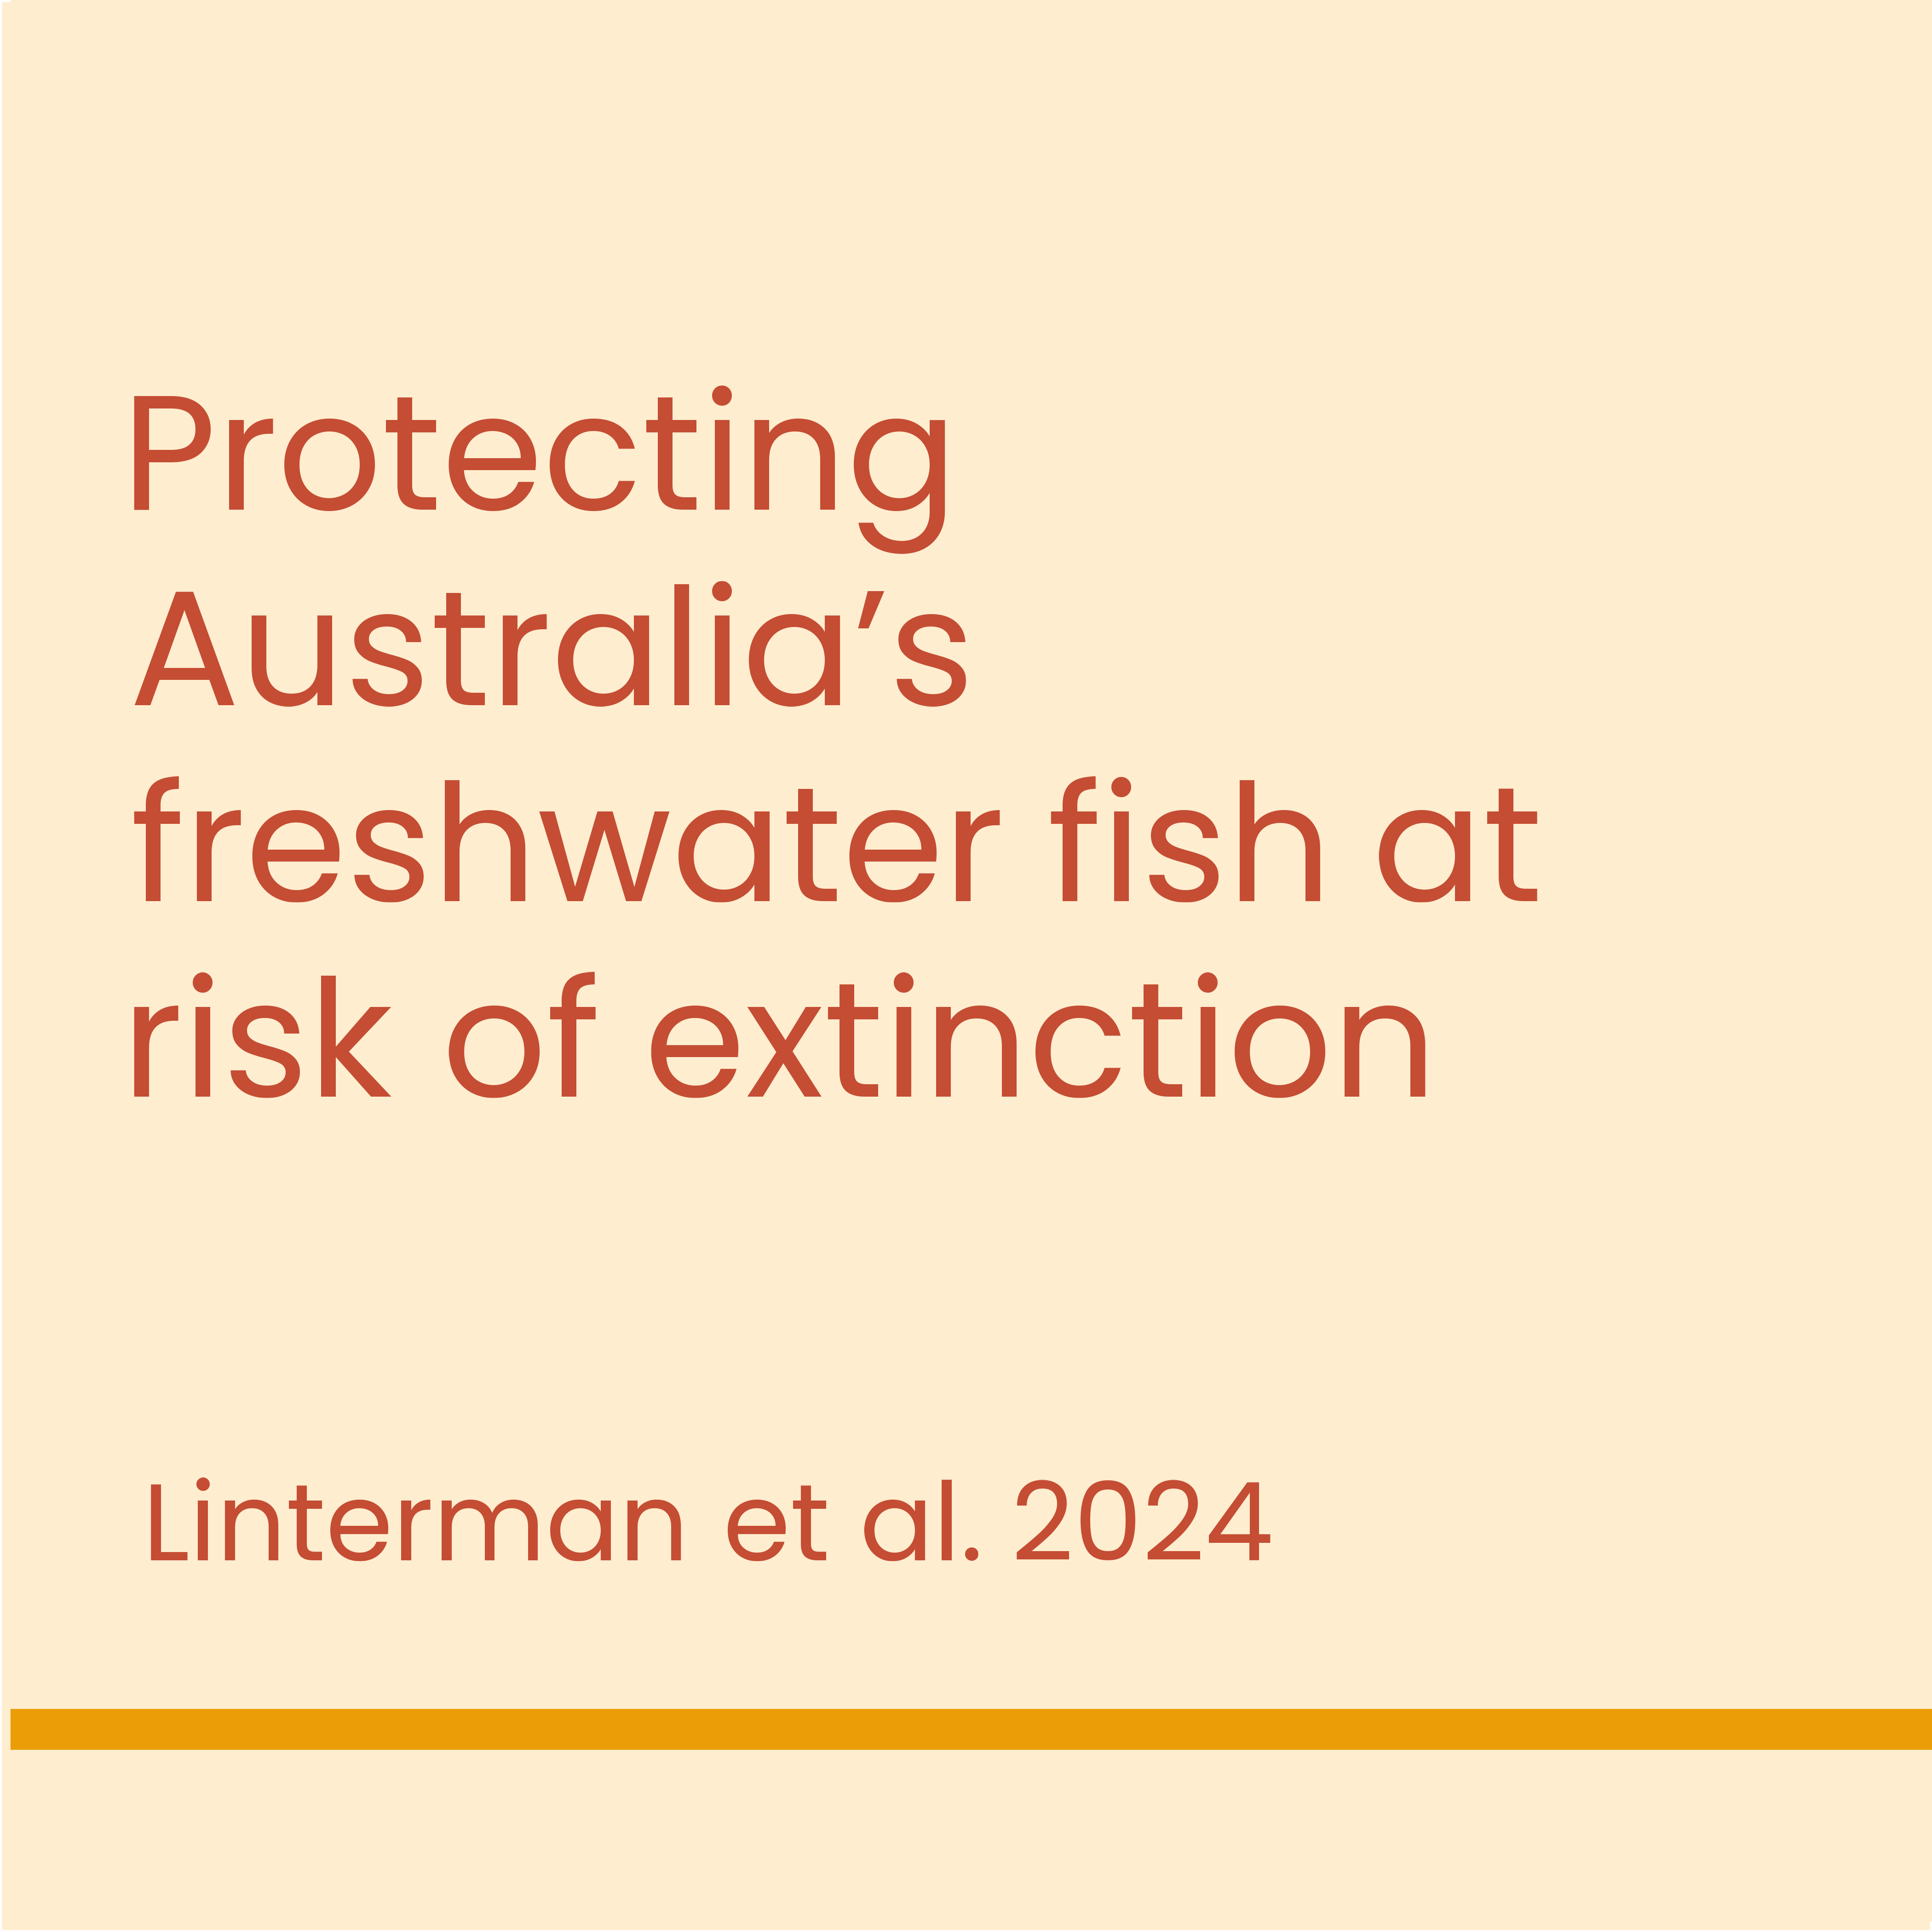 Protecting
Australia’s
freshwater fish at
risk of extinction
Linterman et al. 2024